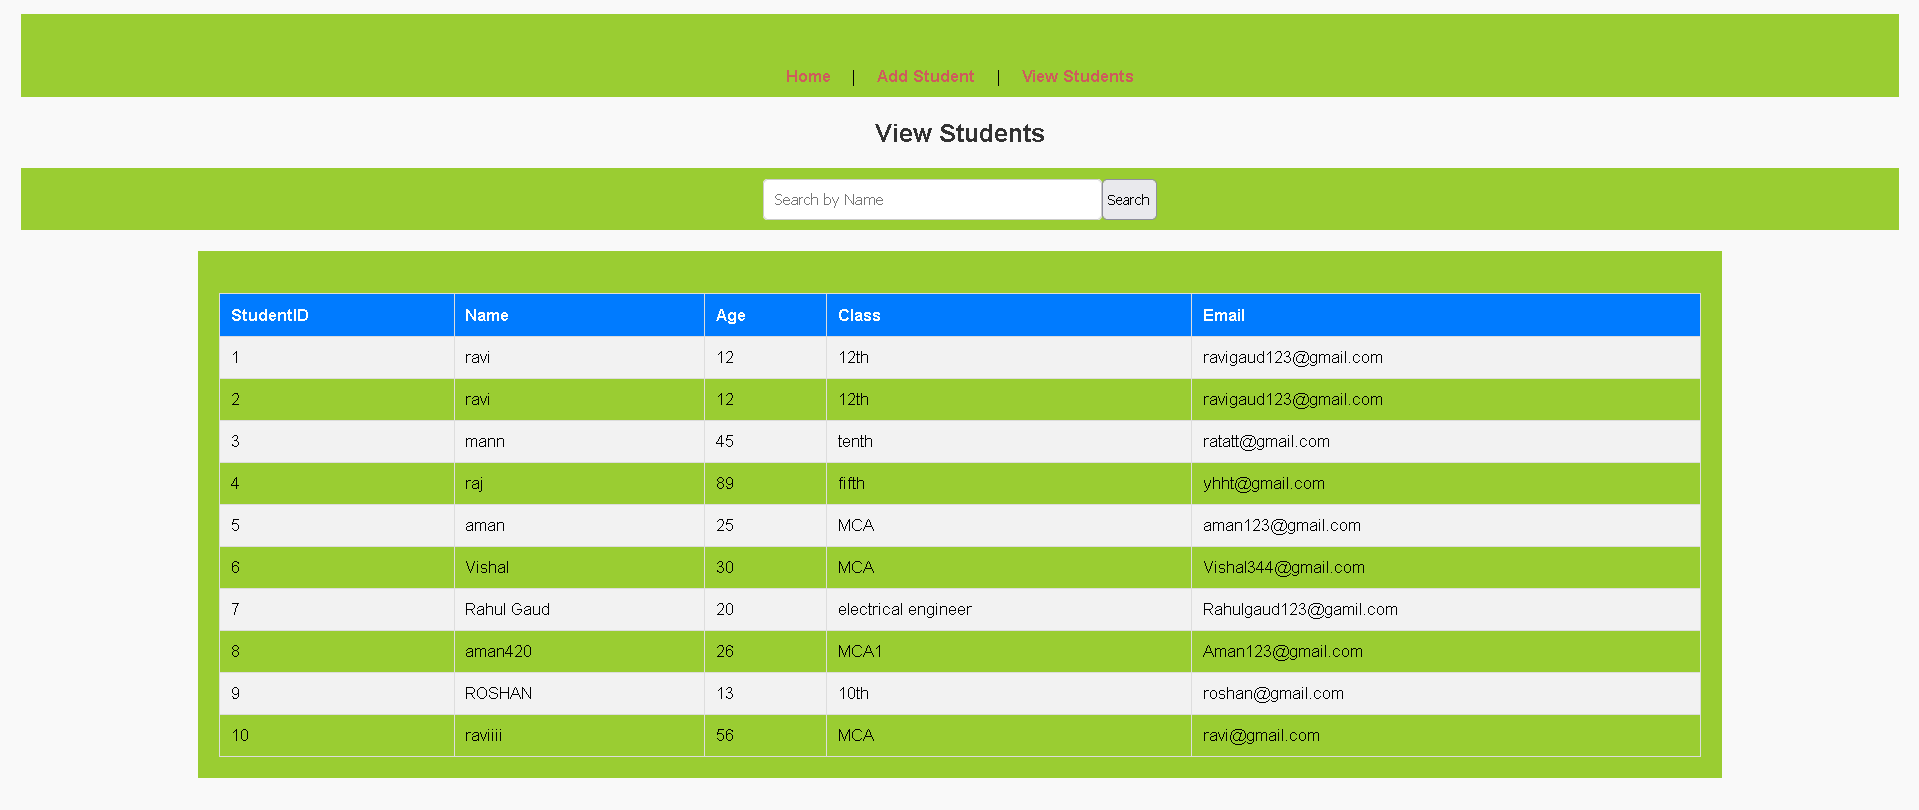 Home | Add Student | View Students
View Students
Search by Name Search
StudentID Name Age Class Email
1 ravi 12 12th ravigaud123@gmail.com
2 ravi 12 12th ravigaud123@gmail.com
3 mann 45 tenth ratatt@gmail.com
4 raj 89 fifth yhht@gmail.com
5 aman 25 MCA aman123@gmail.com
6 Vishal 30 MCA Vishal344@gmail.com
7 Rahul Gaud 20 electrical engineer Rahulgaud123@gamil.com
8 aman420 26 MCA1 Aman123@gmail.com
9 ROSHAN 13 10th roshan@gmail.com
10 raviiii 56 MCA ravi@gmail.com